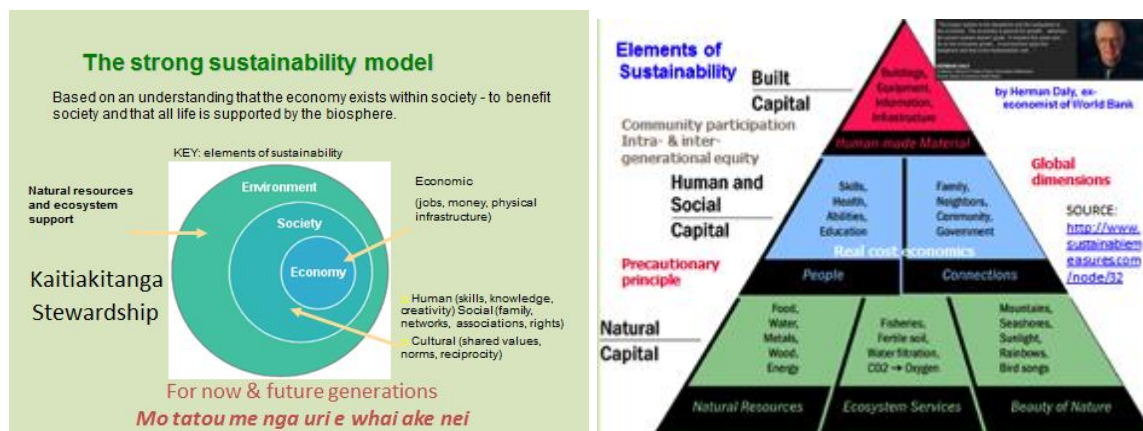 The strong sustainability model
Based on an understanding that the economy exists within society - to benefit
society and that all life is supported by the biosphere.
KEY: elements of sustainability
Natural resources
and ecosystem
support
Kaitiakitanga
Stewardship
Environment
Society
Economy
Economic
(jobs, money, physical
infrastructure)
Human (skills, knowledge,
creativity) Social (family,
networks, associations, rights)
Cultural (shared values,
norms, reciprocity)
For now & future generations
Mo tatou me nga uri e whai ake nei
Elements of
Sustainability
by Herman Daly, ex-
economist of World Bank
Built
Capital
Buildings,
Equipment,
Information,
Infrastructure
Human-made Material
Community participation
Intra- & inter-
generational equity
Human and
Social
Capital
Skills,
Health,
Abilities,
Education
Family,
Neighbors,
Community,
Government
Real cost economics
People
Connections
Global
dimensions
SOURCE:
http://www.
sustainablem
easures.com
/node/32
Precautionary
principle
Natural
Capital
Food,
Water,
Metals,
Wood,
Energy
Fisheries,
Fertile soil,
Water filtration,
CO2 → Oxygen
Mountains,
Seashores,
Sunlight,
Rainbows,
Bird songs
Natural Resources
Ecosystem Services
Beauty of Nature